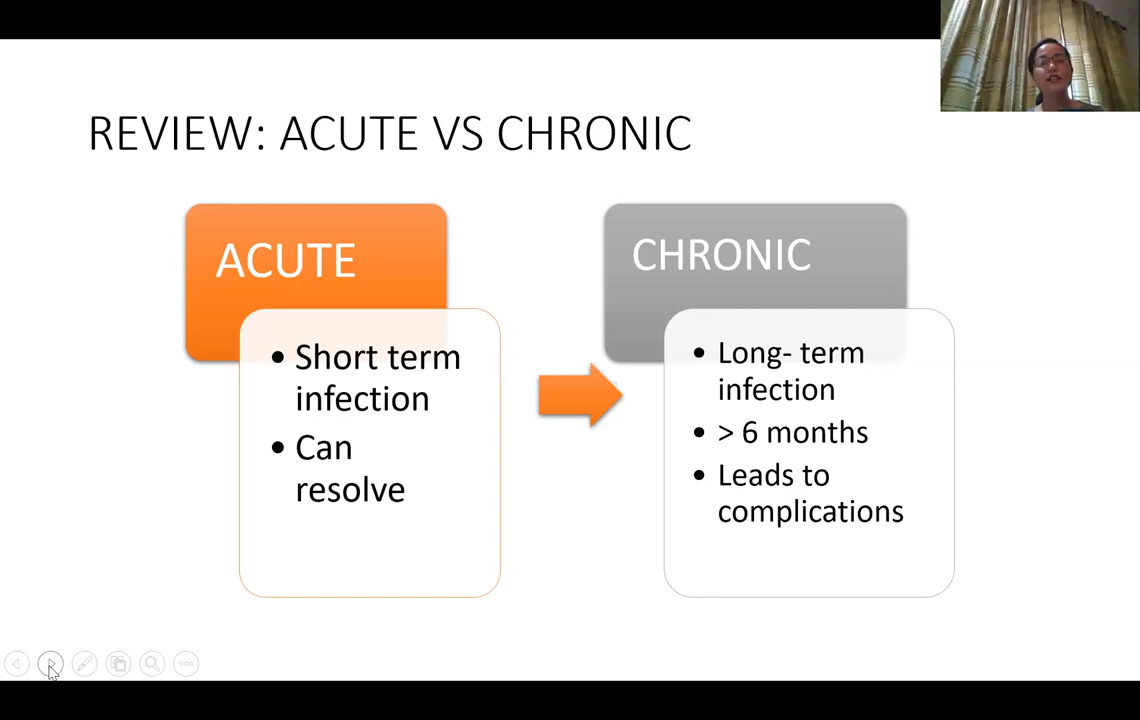 REVIEW: ACUTE VS CHRONIC
ACUTE
• Short term
infection
• Can
resolve
CHRONIC
• Long- term
infection
• > 6 months
• Leads to
complications